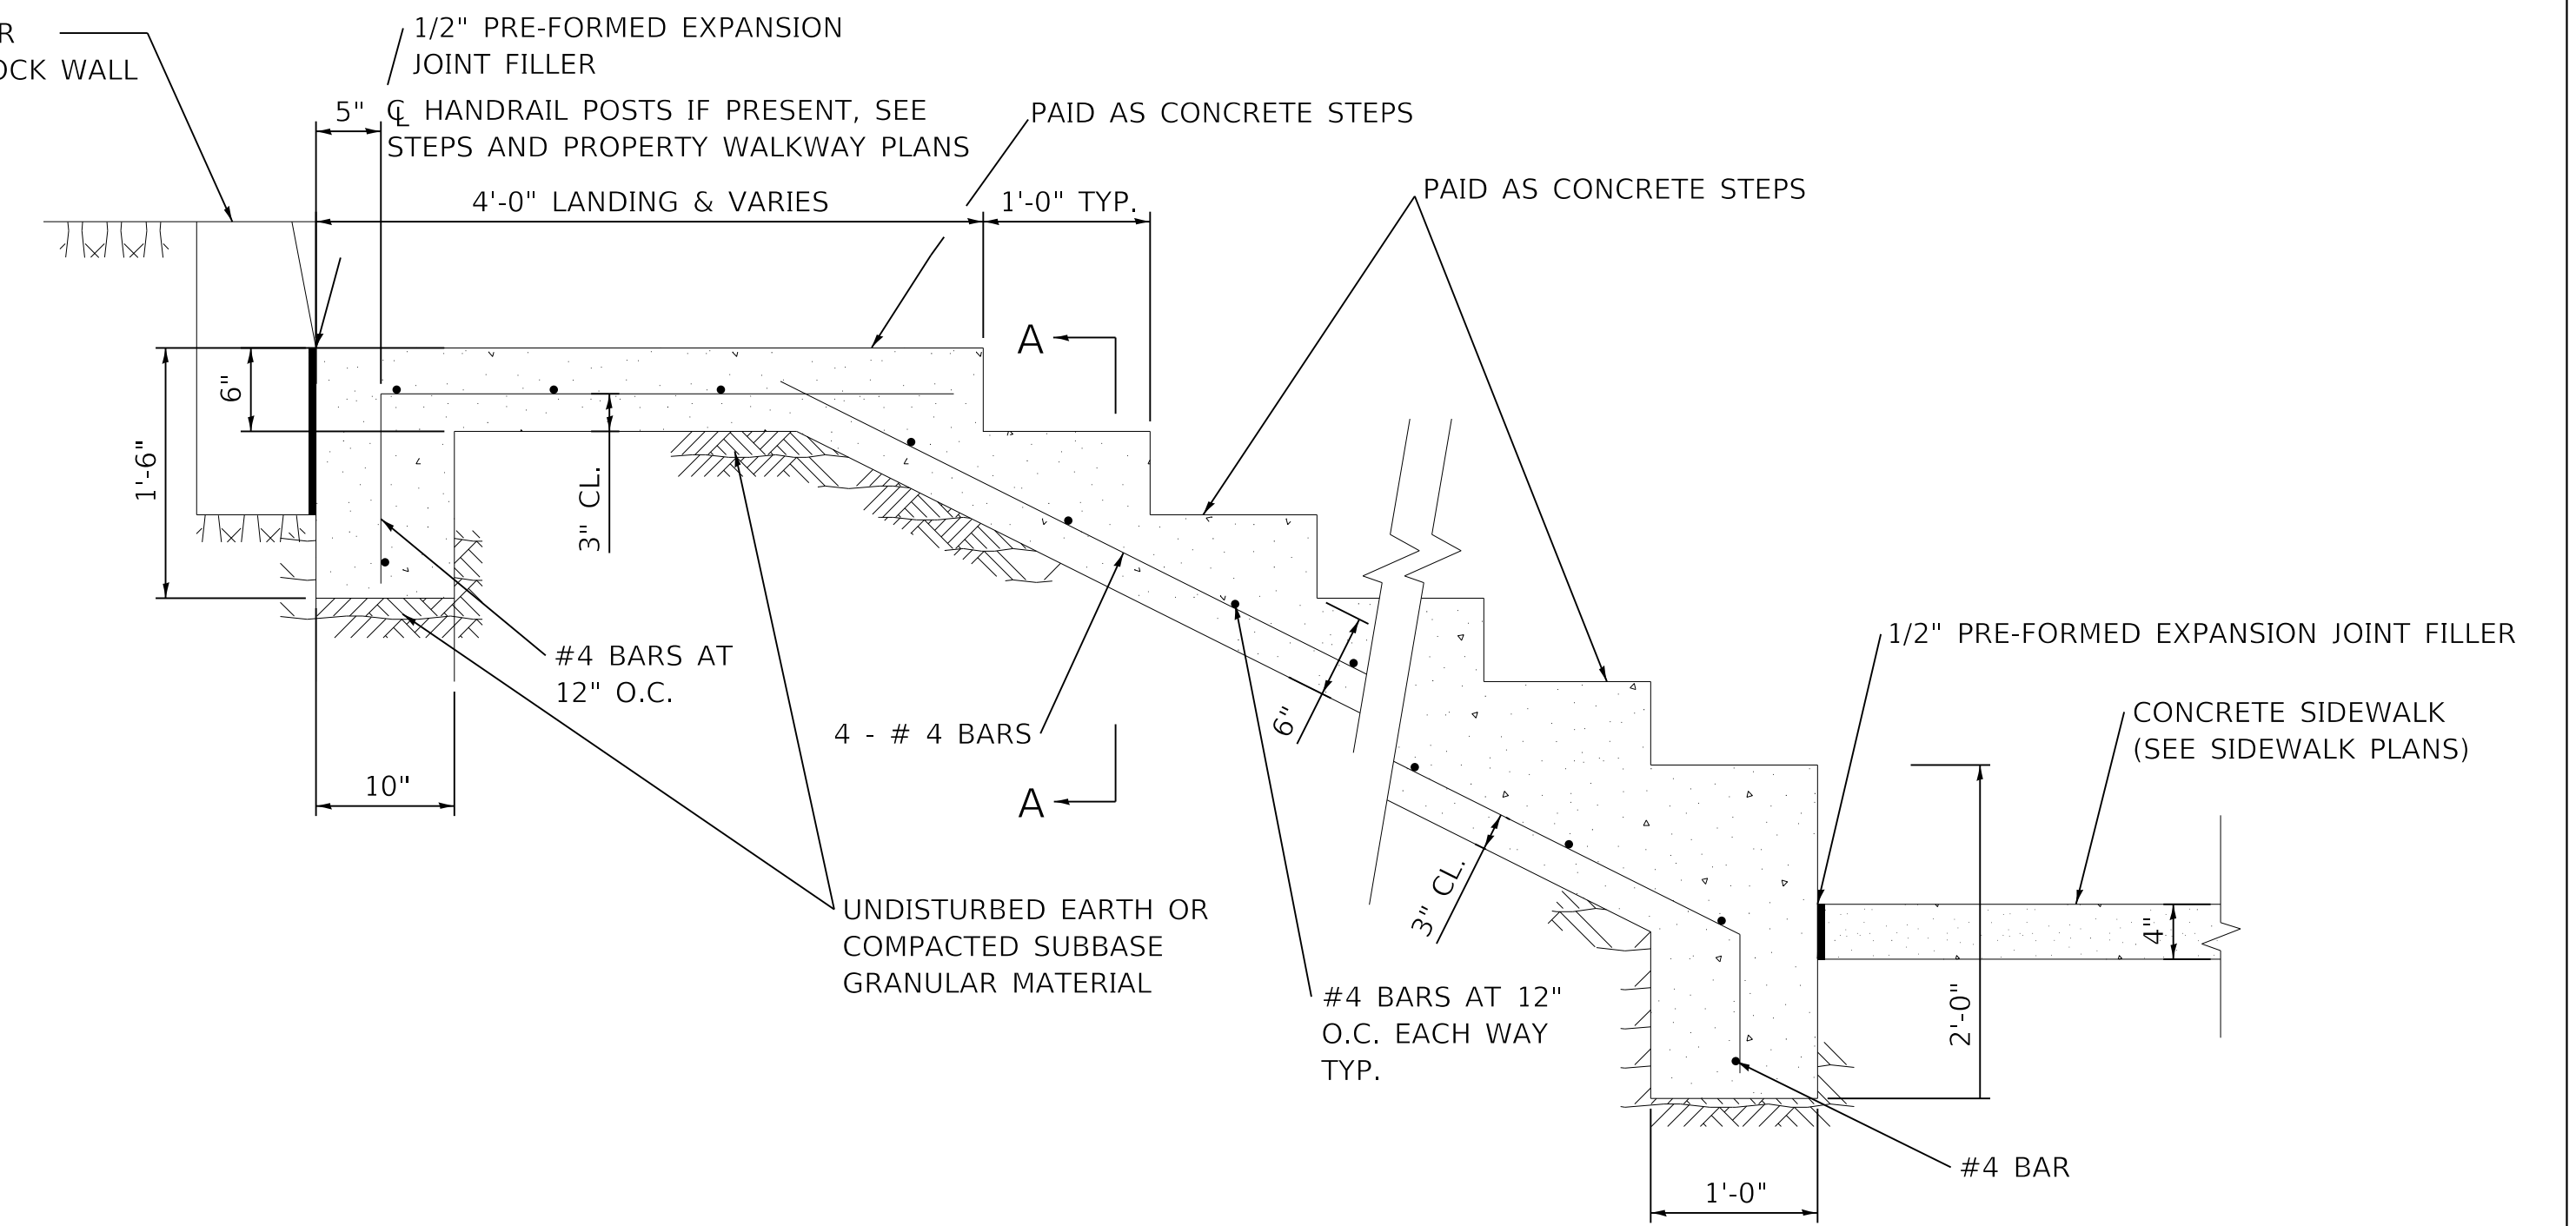 WALL
1/2" PRE-FORMED EXPANSION
JOINT FILLER
5"
℄ HANDRAIL POSTS IF PRESENT, SEE
STEPS AND PROPERTY WALKWAY PLANS
PAID AS CONCRETE STEPS
4'-0" LANDING & VARIES
1'-0" TYP.
PAID AS CONCRETE STEPS
A
6"
1'-6"
3" CL.
#4 BARS AT
12" O.C.
4 - # 4 BARS
6"
10"
A
UNDISTURBED EARTH OR
COMPACTED SUBBASE
GRANULAR MATERIAL
3" CL.
#4 BARS AT 12"
O.C. EACH WAY
TYP.
1/2" PRE-FORMED EXPANSION JOINT FILLER
CONCRETE SIDEWALK
(SEE SIDEWALK PLANS)
4"
2'-0"
#4 BAR
1'-0"